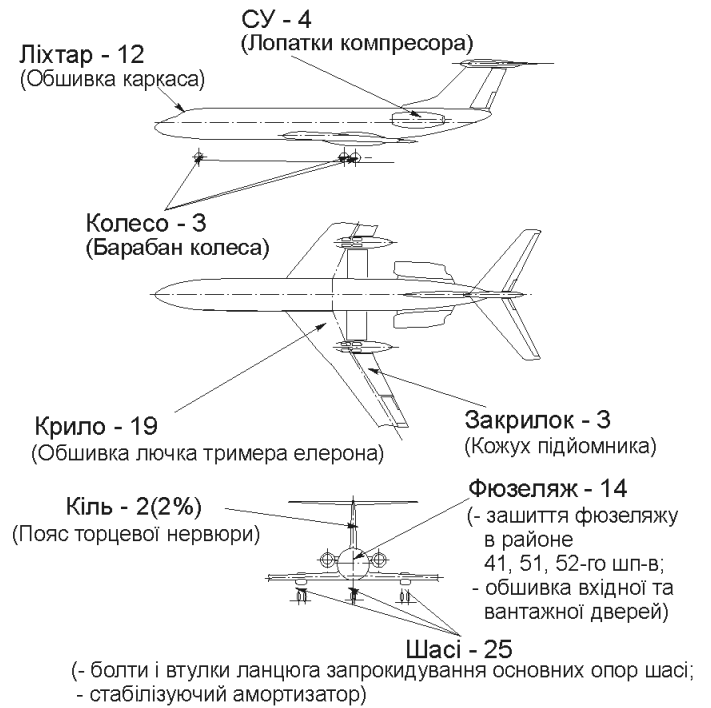 СУ - 4
(Лопатки компресора)
Ліхтар - 12
(Обшивка каркаса)
Колесо - 3
(Барабан колеса)
Крило - 19
(Обшивка лючка тримера елерона)
Закрилок - 3
(Кожух підйомника)
Кіль - 2(2%)
(Пояс торцевої нервюри)
Фюзеляж - 14
(- зашиття фюзеляжу
в районе
41, 51, 52-го шп-в;
- обшивка вхідної та
вантажної дверей)
Шасі - 25
(- болти і втулки ланцюга запрокидування основних опор шасі;
- стабілізуючий амортизатор)